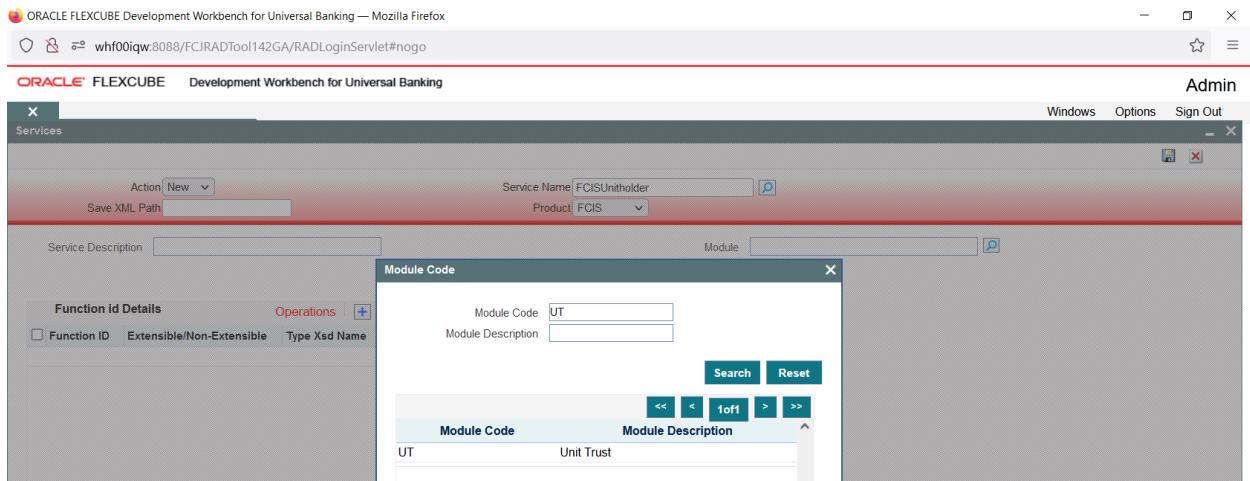 ORACLE FLEXCUBE Development Workbench for Universal Banking — Mozilla Firefox
whf00iqw:8088/FCJRADTool142GA/RADLoginServlet#nogo
ORACLE FLEXCUBE Development Workbench for Universal Banking
Admin
Windows Options Sign Out
Services
Action New Service Name FCISUnitholder
Save XML Path Product FCIS
Service Description Module
Module Code
Function id Details Operations
Function ID Extensible/Non-Extensible Type Xsd Name
Module Code UT
Module Description
Search Reset
<< < 1of1 > >>
Module Code Module Description
UT Unit Trust